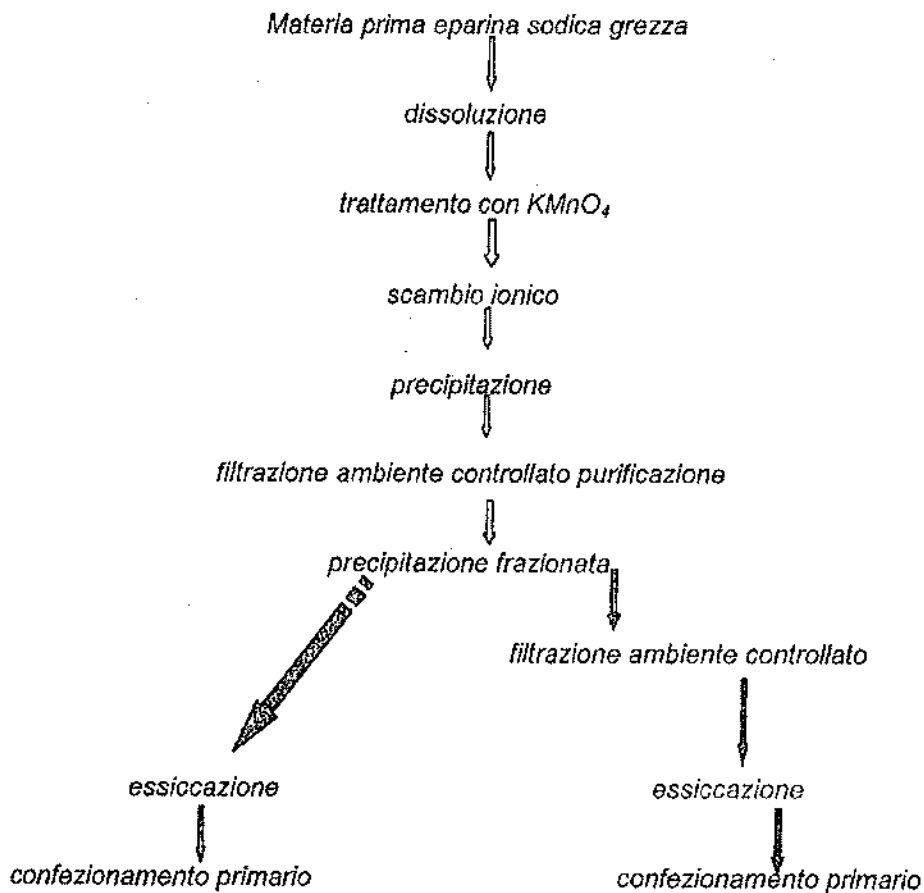 Materia prima eparina sodica grezza
dissoluzione
trattamento con KMnO₄
scambio ionico
precipitazione
filtrazione ambiente controllato purificazione
precipitazione frazionata
filtrazione ambiente controllato
essiccazione
essiccazione
confezionamento primario
confezionamento primario